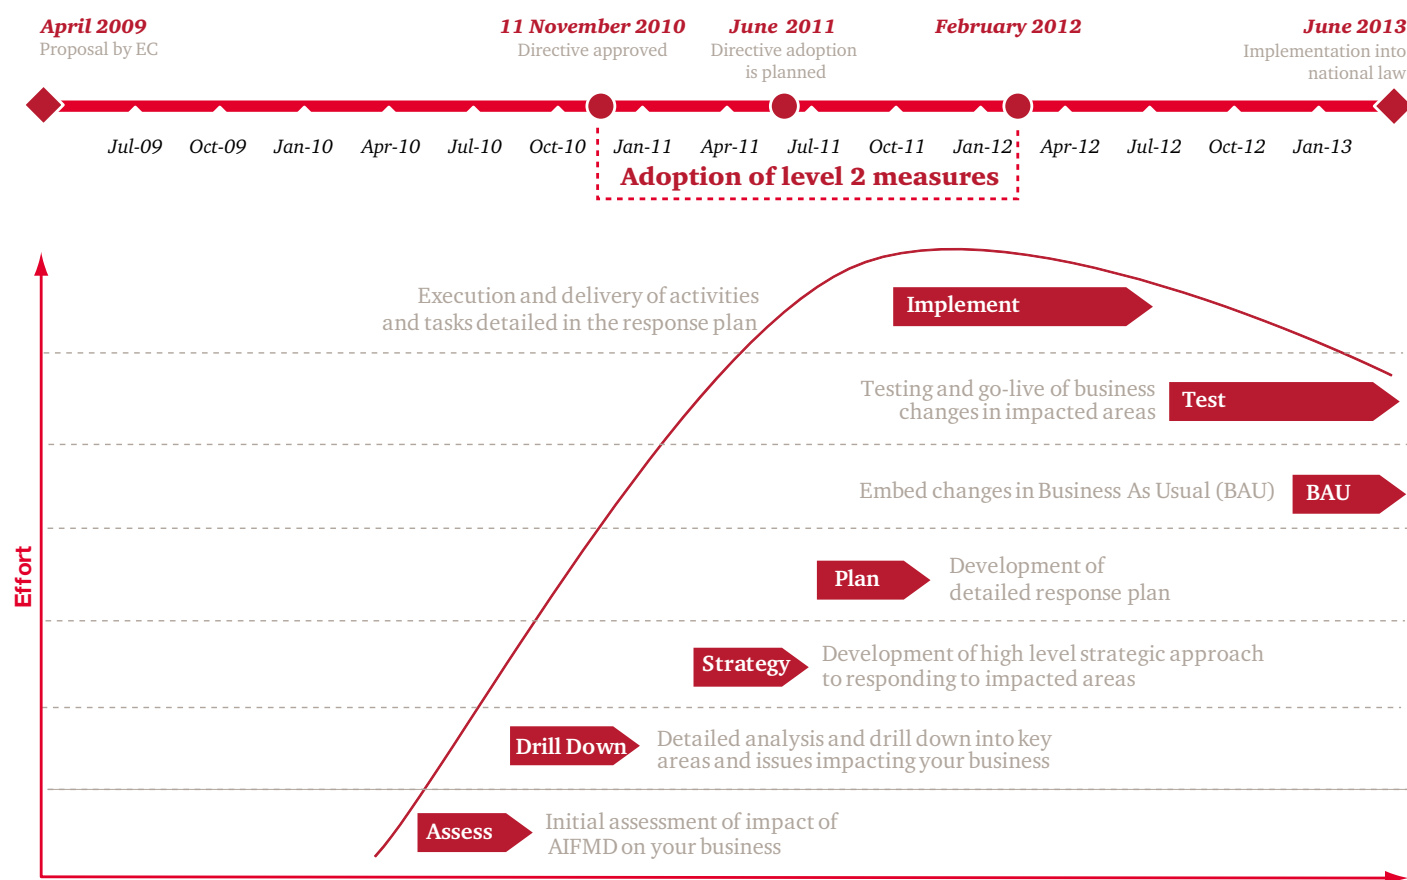 April 2009
Proposal by EC
11 November 2010
Directive approved
June 2011
Directive adoption
is planned
February 2012
June 2013
Implementation into
national law
Jul-09 Oct-09 Jan-10 Apr-10 Jul-10 Oct-10 Jan-11 Apr-11 Jul-11 Oct-11 Jan-12 Apr-12 Jul-12 Oct-12 Jan-13
Adoption of level 2 measures
Execution and delivery of activities
and tasks detailed in the response plan
Implement
Testing and go-live of business
changes in impacted areas
Test
Embed changes in Business As Usual (BAU)
BAU
Effort
Plan
Development of
detailed response plan
Strategy
Development of high level strategic approach
to responding to impacted areas
Drill Down
Detailed analysis and drill down into key
areas and issues impacting your business
Assess
Initial assessment of impact of
AIFMD on your business